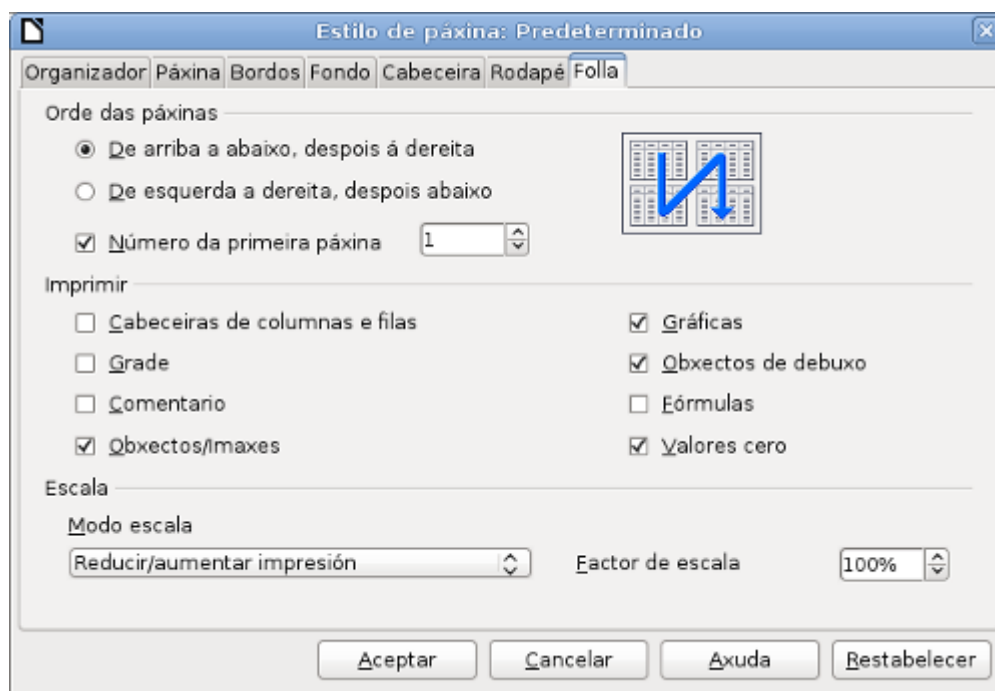 Estilo de páxina: Predeterminado
Organizador Páxina Bordos Fondo Cabeceira Rodapé Folla
Orde das páxinas
De arriba a abaixo, despois á dereita
De esquerda a dereita, despois abaixo
Número da primeira páxina 1
Imprimir
Cabeceiras de columnas e filas Gráficas
Grade Obxectos de debuxo
Comentario Fórmulas
Obxectos/Imaxes Valores cero
Escala
Modo escala
Reducir/aumentar impresión Factor de escala 100%
Aceptar Cancelar Axuda Restabelecer